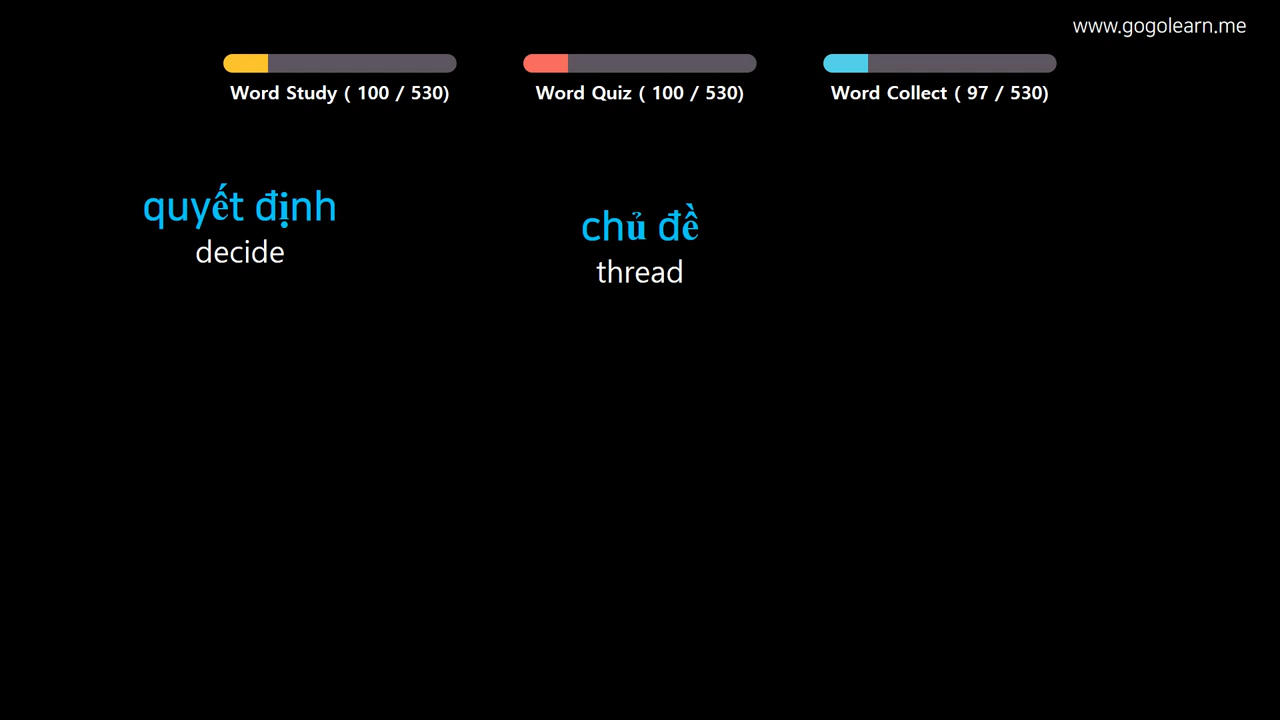 www.gogolearn.me
Word Study ( 100 / 530)
Word Quiz ( 100 / 530)
Word Collect ( 97 / 530)
quyết định
decide
chủ đề
thread